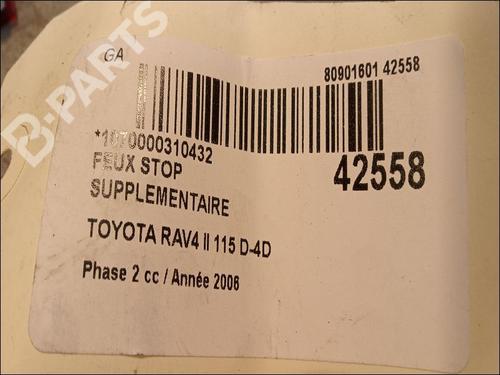 GA
80901601 42558
*1070000310432
42558
FEUX STOP
SUPPLEMENTAIRE
TOYOTA RAV4 II 115 D-4D
Phase 2 cc / Année 2006
B-PARTS